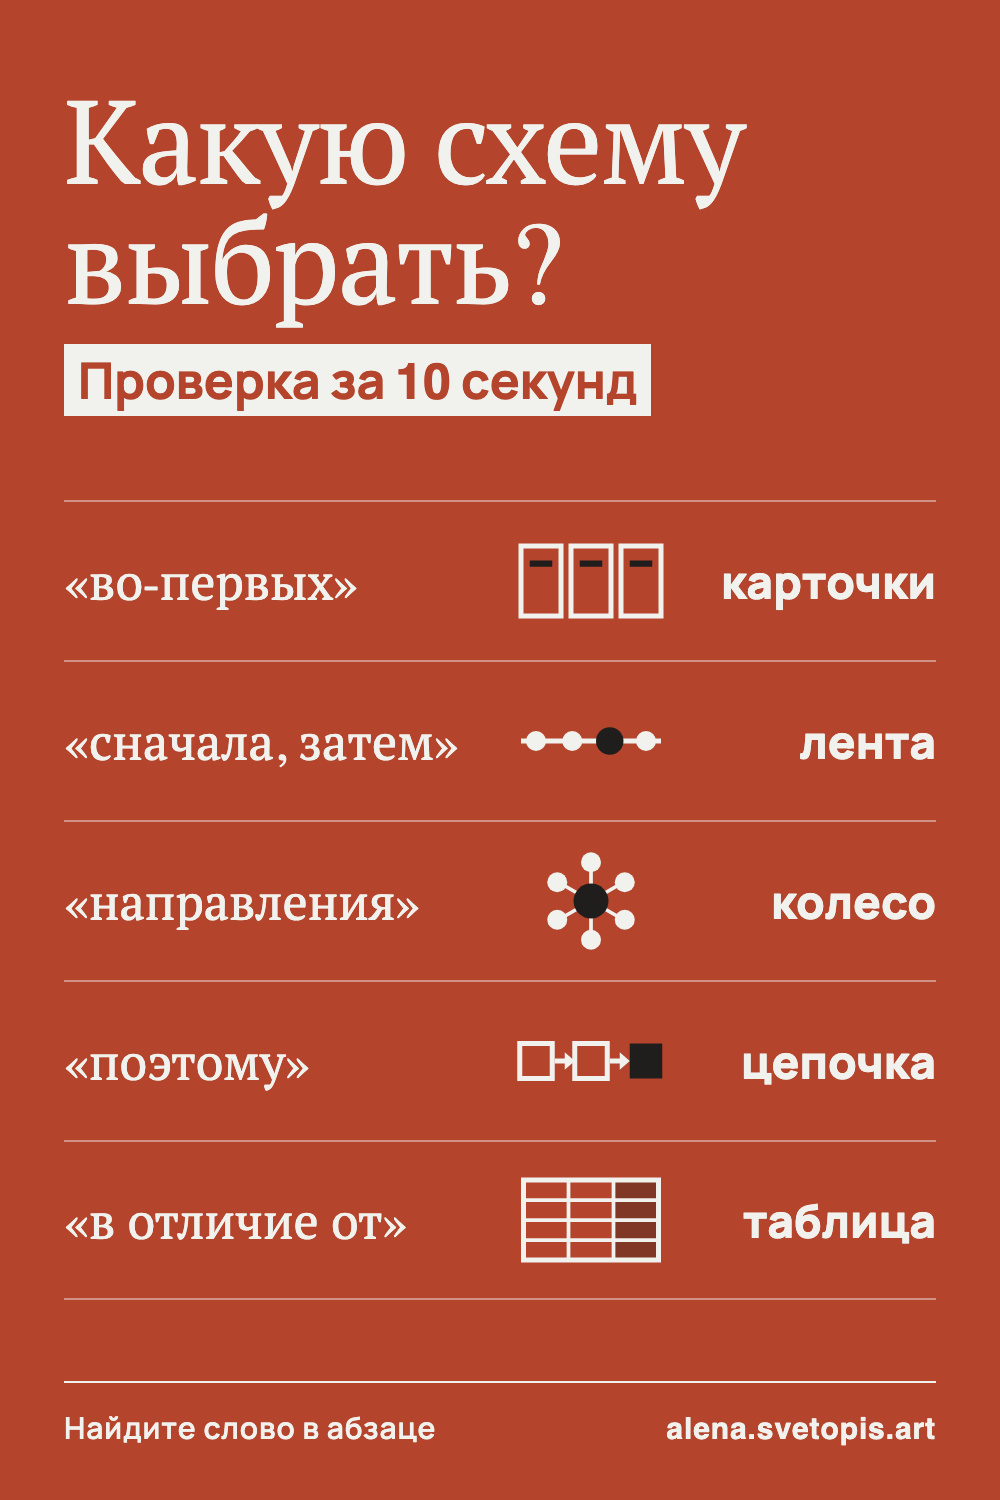 Какую схему
выбрать?
Проверка за 10 секунд
«во-первых» карточки
«сначала, затем» лента
«направления» колесо
«поэтому» цепочка
«в отличие от» таблица
Найдите слово в абзаце alena.svetopis.art